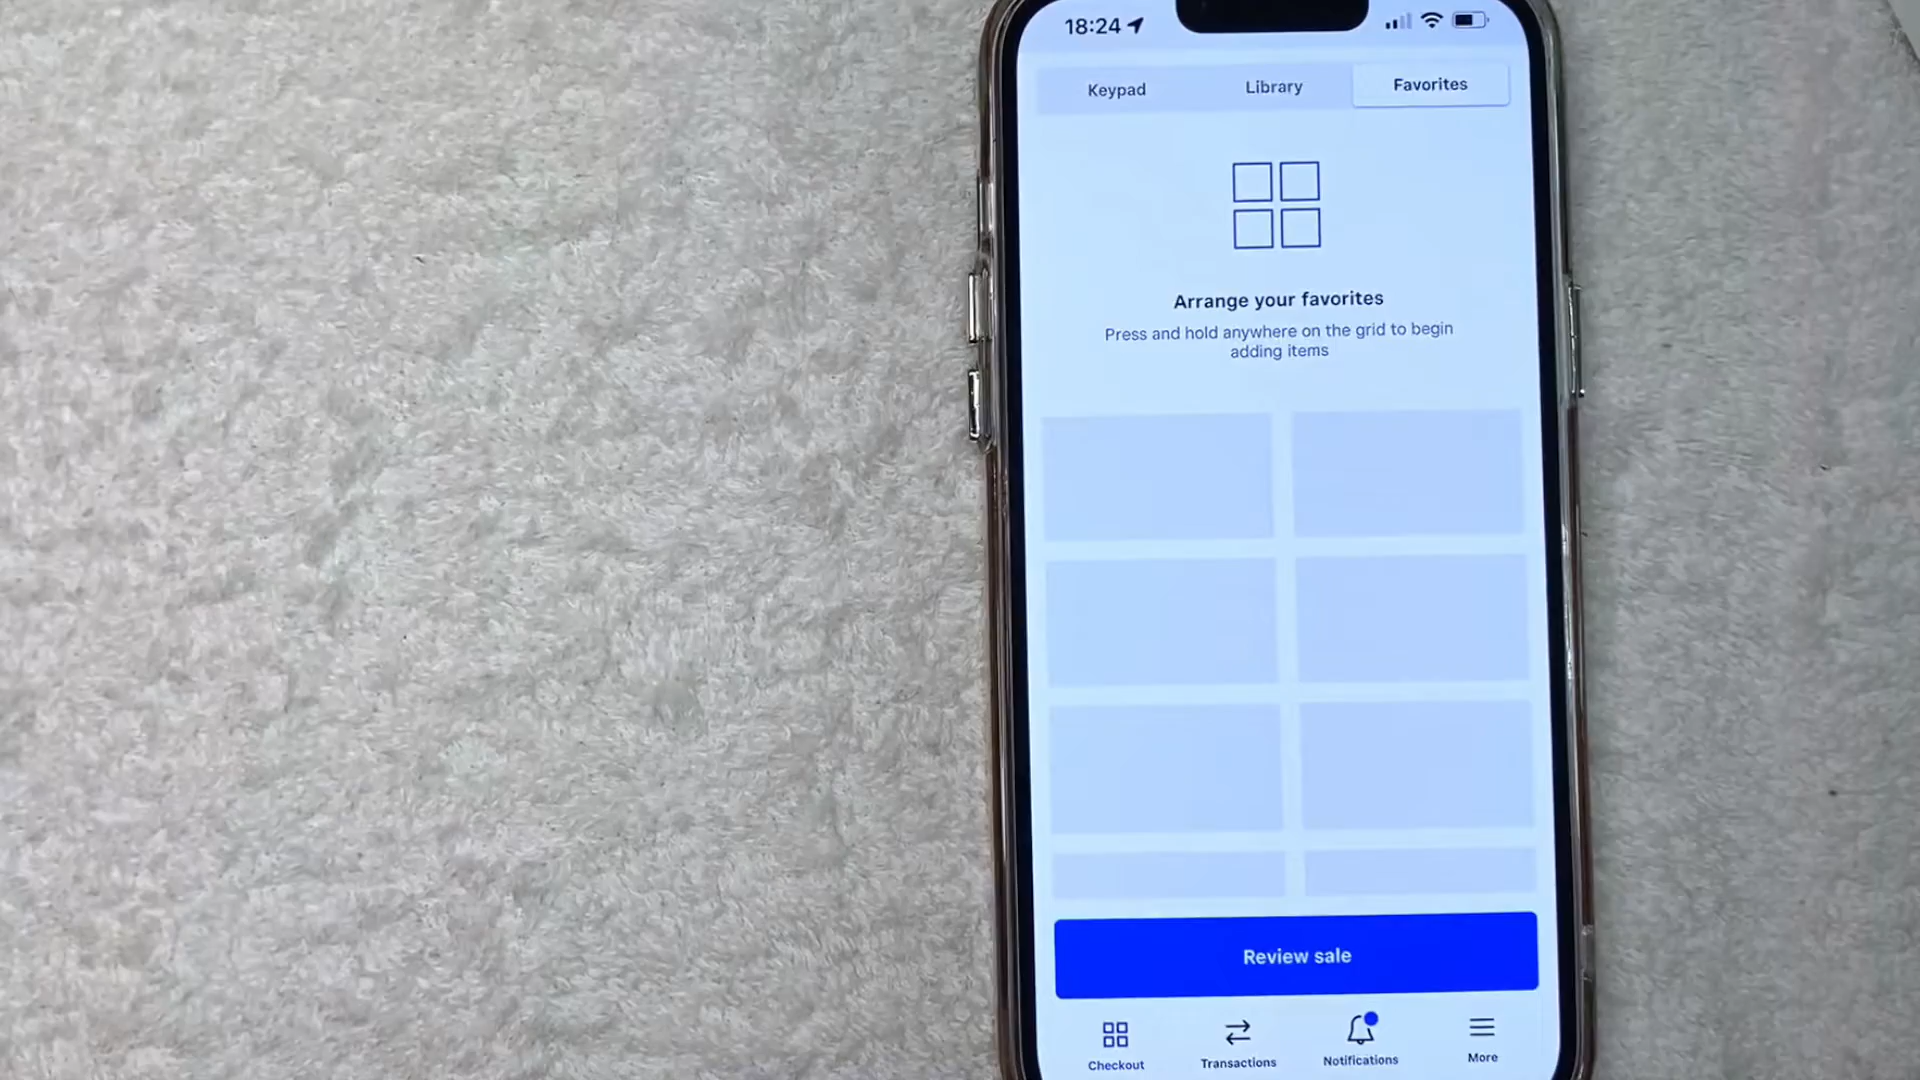 18:24
Keypad
Library
Favorites
Arrange your favorites
Press and hold anywhere on the grid to begin
adding items
Review sale
Checkout
Transactions
Notifications
More